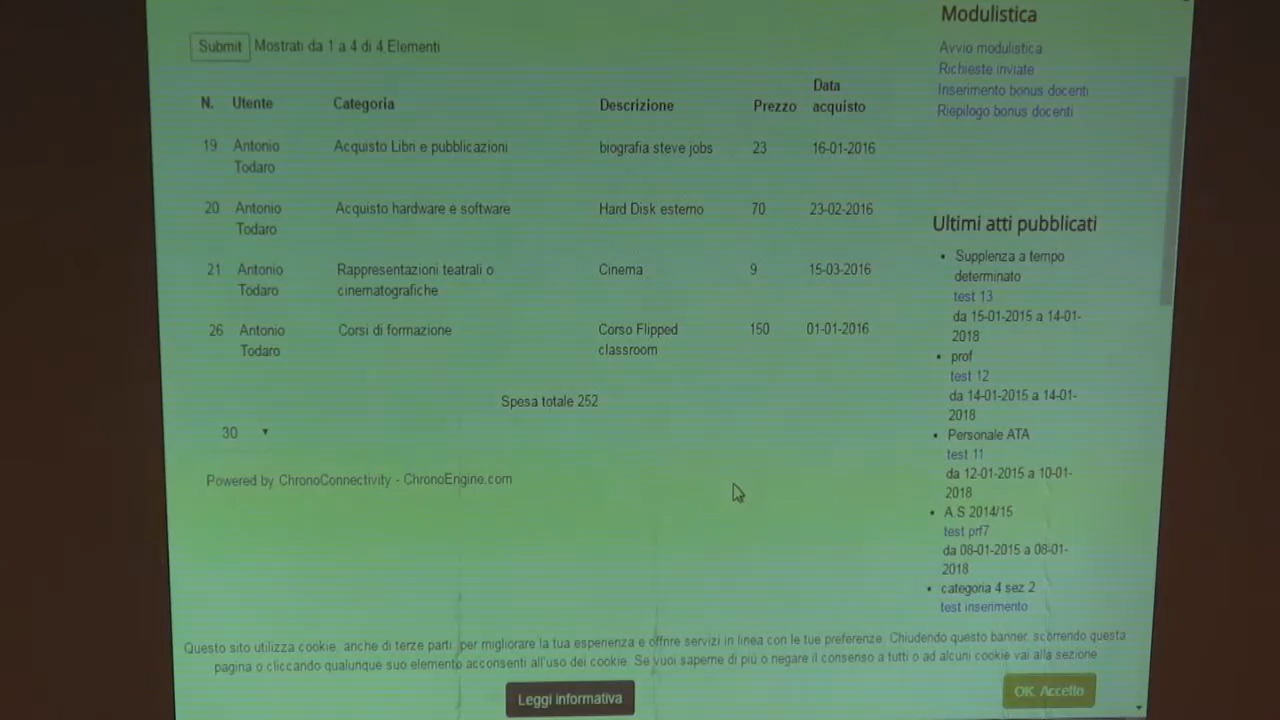 Modulistica
Avvio modulistica
Richieste inviate
Inserimento bonus docenti
Riepilogo bonus docenti
Submit Mostrati da 1 a 4 di 4 Elementi
N. Utente Categoria Descrizione Prezzo Data acquisto
19 Antonio Todaro Acquisto Libri e pubblicazioni biografia steve jobs 23 16-01-2016
20 Antonio Todaro Acquisto hardware e software Hard Disk esterno 70 23-02-2016
21 Antonio Todaro Rappresentazioni teatrali o cinematografiche Cinema 9 15-03-2016
26 Antonio Todaro Corsi di formazione Corso Flipped classroom 150 01-01-2016
Spesa totale 252
30
Powered by ChronoConnectivity - ChronoEngine.com
Ultimi atti pubblicati
• Supplenza a tempo
determinato
test 13
da 15-01-2015 a 14-01-
2018
• prof
test 12
da 14-01-2015 a 14-01-
2018
• Personale ATA
test 11
da 12-01-2015 a 10-01-
2018
• A S 2014/15
test prf7
da 08-01-2015 a 08-01-
2018
• categoria 4 sez 2
test inserimento
Questo sito utilizza cookie, anche di terze parti, per migliorare la tua esperienza e offrire servizi in linea con le tue preferenze. Chiudendo questo banner, scorrendo questa
pagina o cliccando qualunque suo elemento acconsenti all'uso dei cookie. Se vuoi saperne di più o negare il consenso a tutti o ad alcuni cookie vai alla sezione
Leggi informativa
OK, Accetto